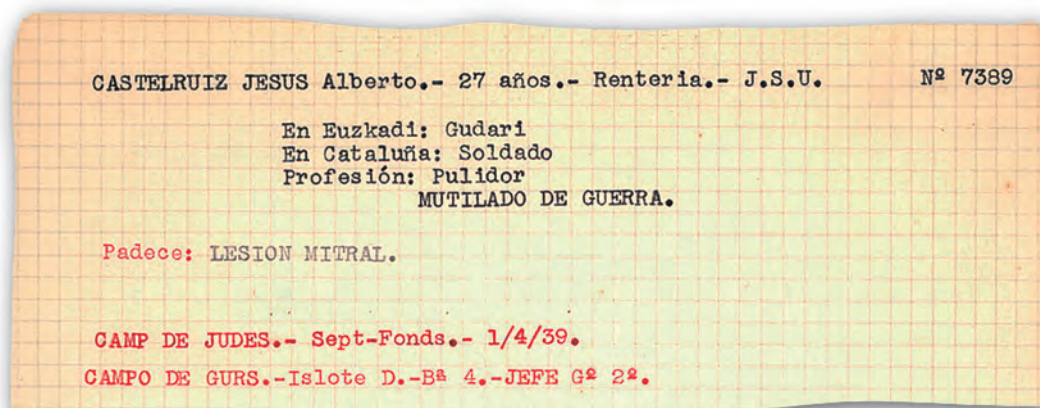 CASTELRUIZ JESUS Alberto.- 27 años.- Renteria.- J.S.U. Nº 7389
En Euzkadi: Gudari
En Cataluña: Soldado
Profesión: Pulidor
MUTILADO DE GUERRA.
Padece: LESION MITRAL.
CAMP DE JUDES.- Sept-Fonds.- 1/4/39.
CAMPO DE GURS.-Islote D.-Bª 4.-JEFE Gº 2º.